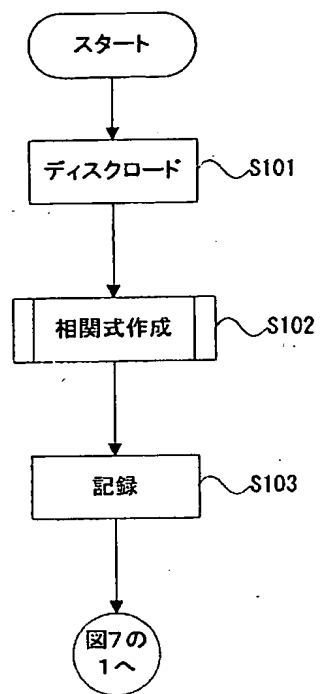 スタート
ディスクロード
S101
相関式作成
S102
記録
S103
図7の
1へ